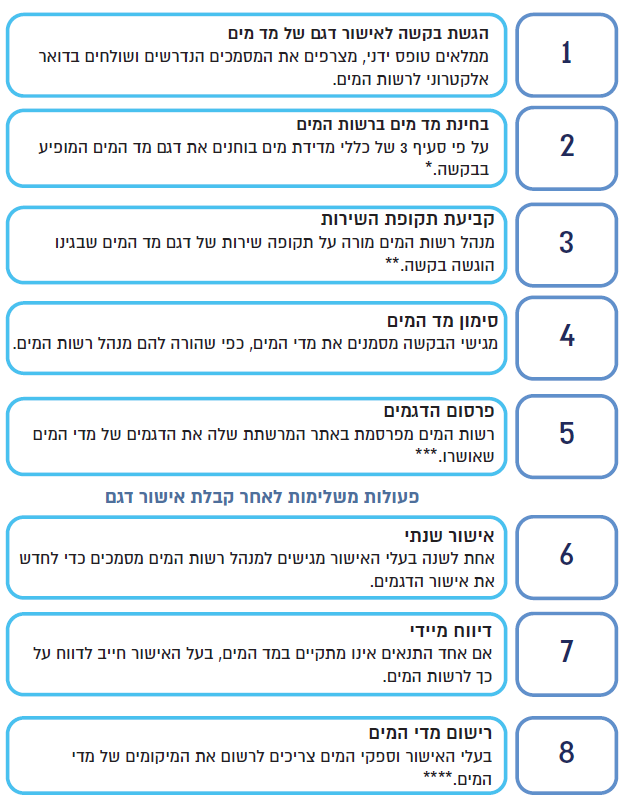 1
הגשת בקשה לאישור דגם של מד מים
ממלאים טופס ידני, מצרפים את המסמכים הנדרשים ושולחים בדואר
אלקטרוני לרשות המים.
2
בחינת מד מים ברשות המים
על פי סעיף 3 של כללי מדידת מים בוחנים את דגם מד המים המופיע
בבקשה.*
3
קביעת תקופת השירות
מנהל רשות המים מורה על תקופה שירות של דגם מד המים שבגינו
הוגשה בקשה.**
4
סימון מד המים
מגישי הבקשה מסמנים את מדי המים, כפי שהורה להם מנהל רשות המים.
5
פרסום הדגמים
רשות המים מפרסמת באתר המרשתת שלה את הדגמים של מדי המים
שאושרו.***
פעולות משלימות לאחר קבלת אישור דגם
6
אישור שנתי
אחת לשנה בעלי האישור מגישים למנהל רשות המים מסמכים כדי לחדש
את אישור הדגמים.
7
דיווח מיידי
אם אחד התנאים אינו מתקיים במד המים, בעל האישור חייב לדווח על
כך לרשות המים.
8
רישום מדי המים
בעלי האישור וספקי המים צריכים לרשום את המיקומים של מדי
המים.****